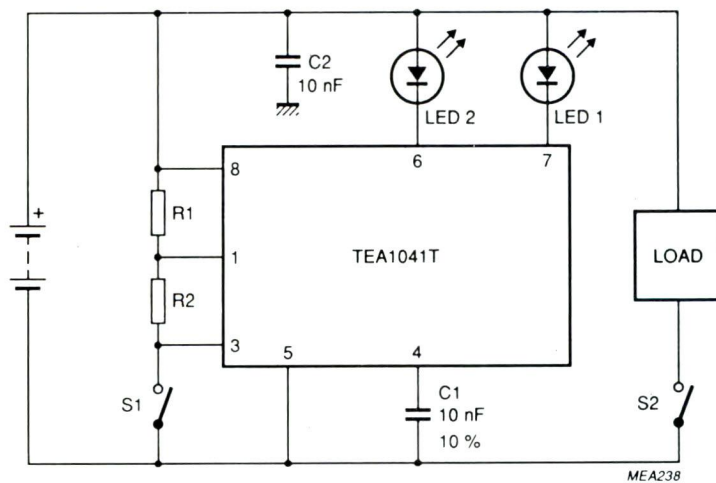 C2
10 nF
LED 2
LED 1
8
6
7
+
R1
1
TEA1041T
LOAD
R2
3
5
4
S1
C1
10 nF
10 %
S2
MEA238